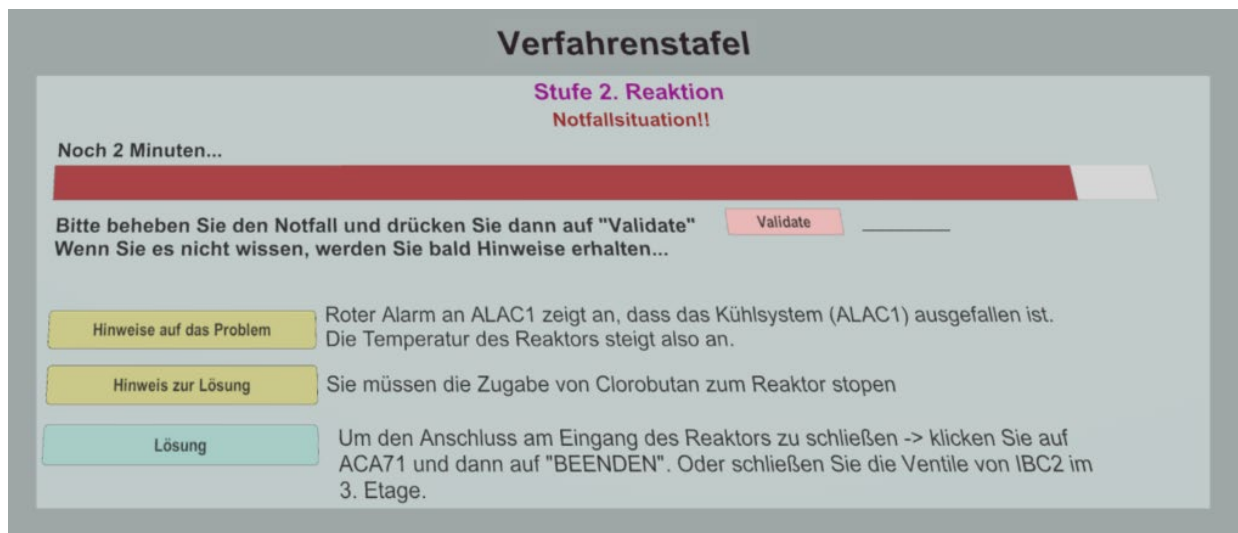 Verfahrenstafel
Stufe 2. Reaktion
Notfallsituation!!
Noch 2 Minuten...
Bitte beheben Sie den Notfall und drücken Sie dann auf "Validate"
Validate
Wenn Sie es nicht wissen, werden Sie bald Hinweise erhalten...
Hinweise auf das Problem
Roter Alarm an ALAC1 zeigt an, dass das Kühlsystem (ALAC1) ausgefallen ist.
Die Temperatur des Reaktors steigt also an.
Hinweis zur Lösung
Sie müssen die Zugabe von Clorobutan zum Reaktor stopen
Lösung
Um den Anschluss am Eingang des Reaktors zu schließen -> klicken Sie auf
ACA71 und dann auf "BEENDEN". Oder schließen Sie die Ventile von IBC2 im
3. Etage.